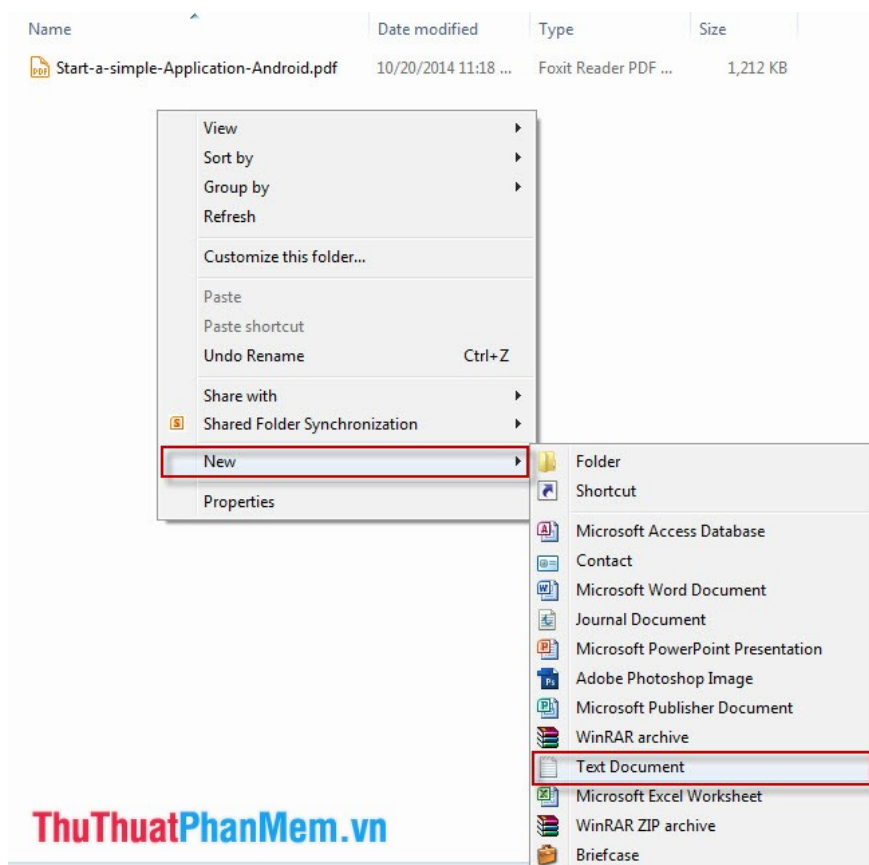 Name Date modified Type Size
Start-a-simple-Application-Android.pdf 10/20/2014 11:18 ... Foxit Reader PDF ... 1,212 KB
View
Sort by
Group by
Refresh
Customize this folder...
Paste
Paste shortcut
Undo Rename Ctrl+Z
Share with
Shared Folder Synchronization
New
Properties
Folder
Shortcut
Microsoft Access Database
Contact
Microsoft Word Document
Journal Document
Microsoft PowerPoint Presentation
Adobe Photoshop Image
Microsoft Publisher Document
WinRAR archive
Text Document
Microsoft Excel Worksheet
WinRAR ZIP archive
Briefcase
ThuThuatPhanMem.vn